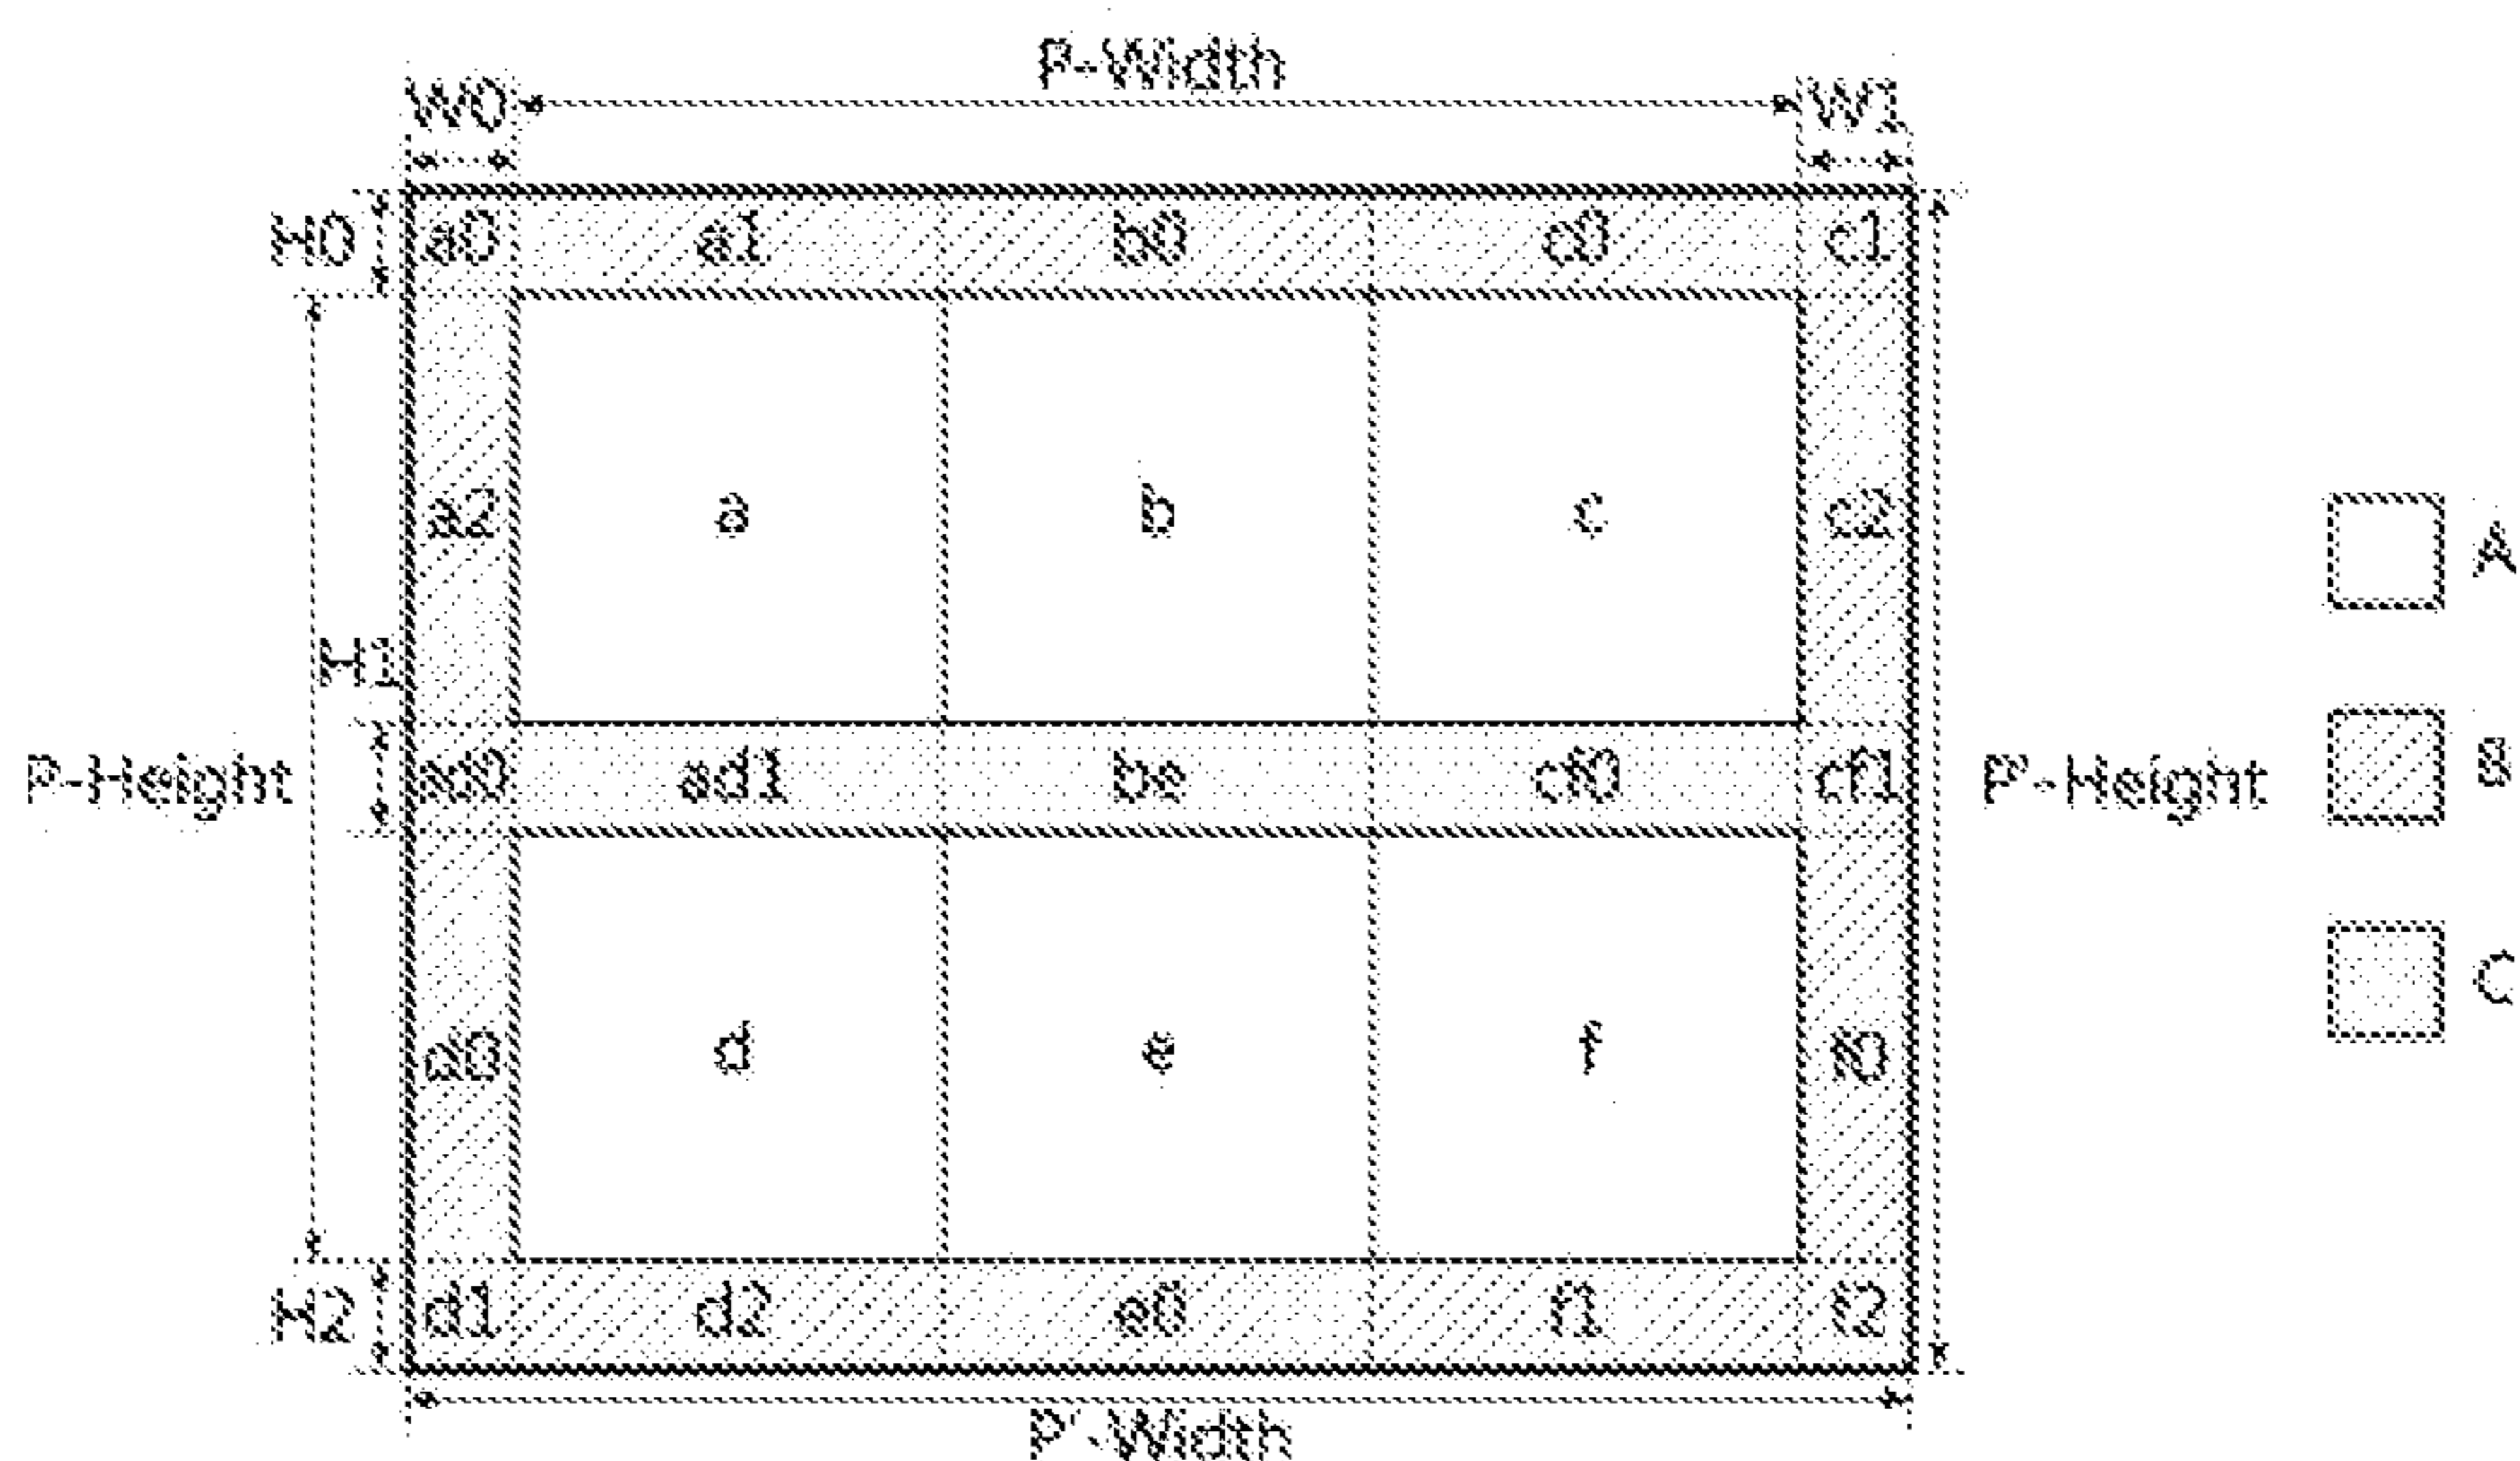 P-Width
W0 W1
H0 a0 a1 b0 c0 c1
a2 a b c c2
A
H1
P-Height ad0 ad1 be cf0 cf1 P'-Height B
C
d e f f0
H2 d1 d2 e0 f1 f2
P'-Width